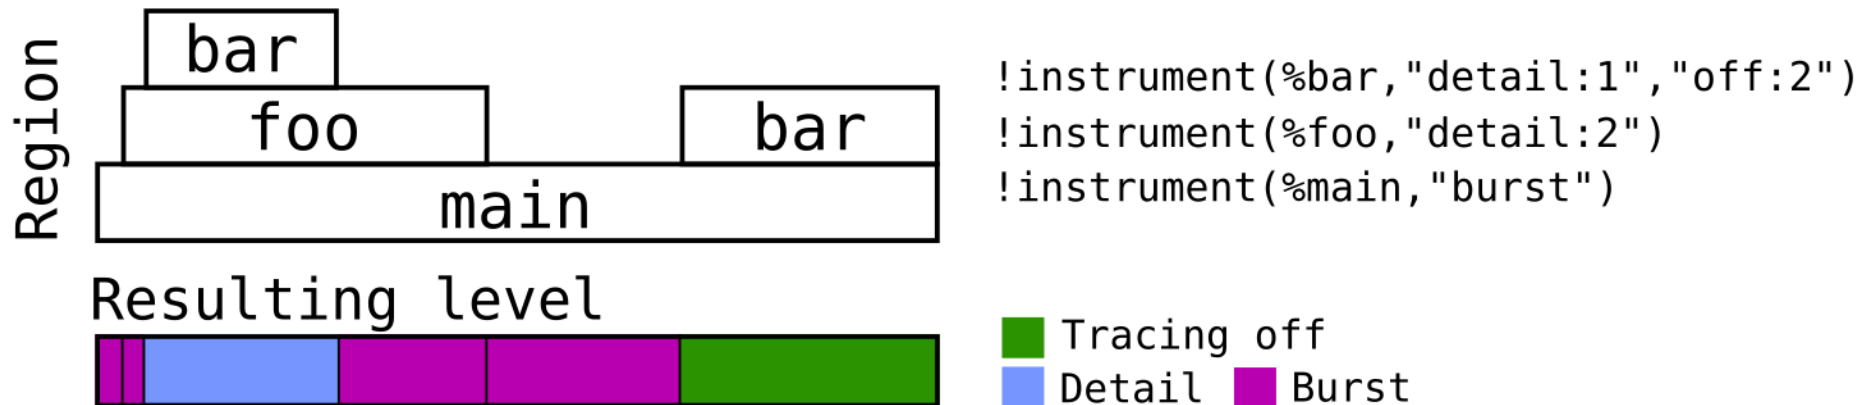 Region
bar
foo
bar
main
!instrument(%bar,"detail:1","off:2")
!instrument(%foo,"detail:2")
!instrument(%main,"burst")
Resulting level
Tracing off
Detail
Burst